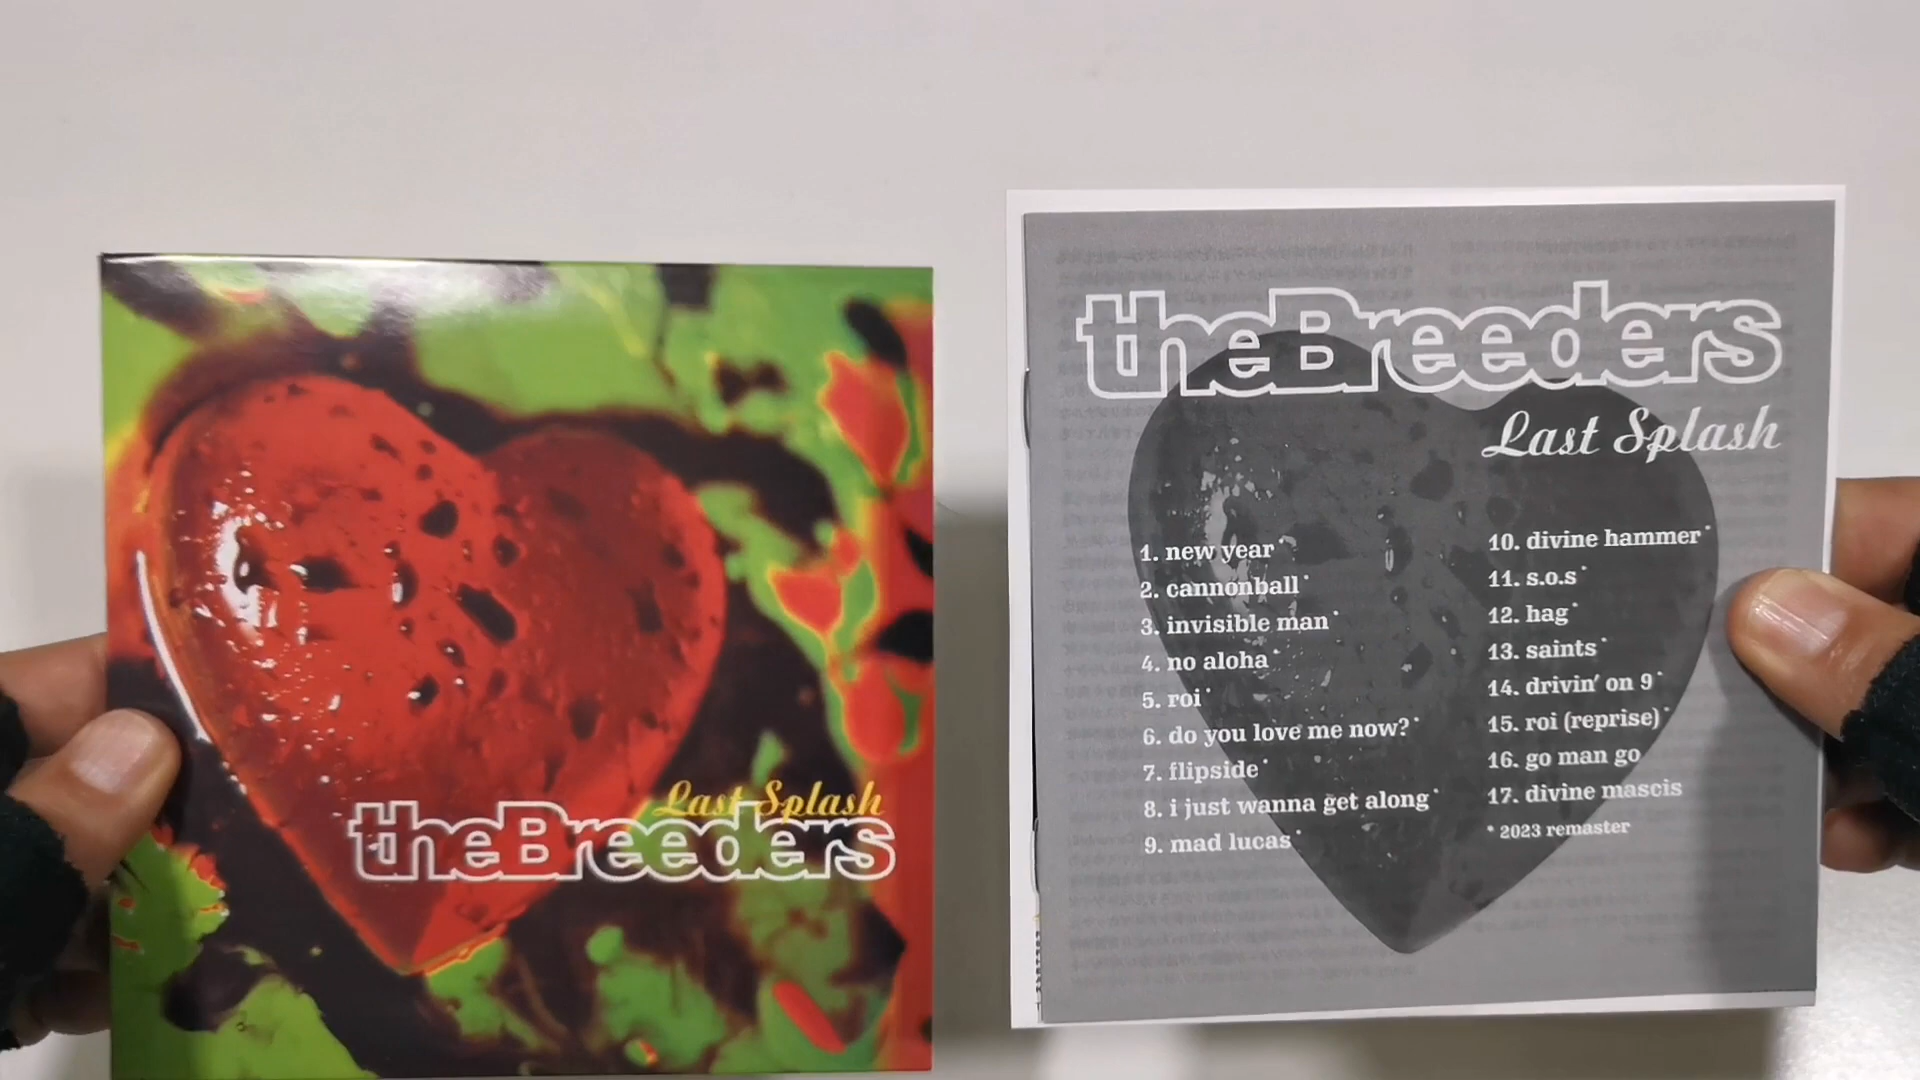 Last Splash
theBreeders
theBreeders
Last Splash
1. new year*
2. cannonball*
3. invisible man*
4. no aloha*
5. roi*
6. do you love me now?*
7. flipside*
8. i just wanna get along*
9. mad lucas*
10. divine hammer*
11. s.o.s*
12. hag*
13. saints*
14. drivin' on 9*
15. roi (reprise)*
16. go man go
17. divine mascis
* 2023 remaster